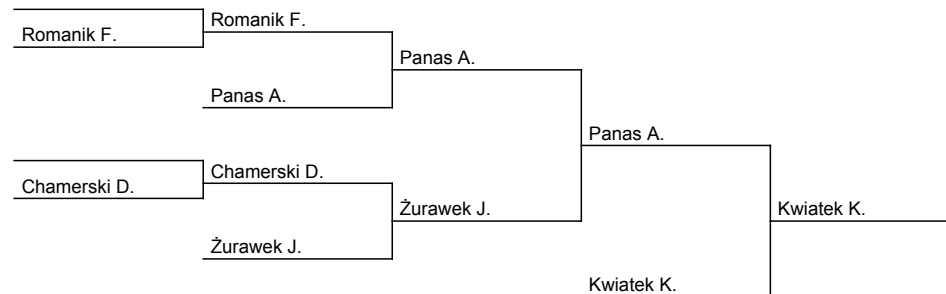 Romanik F.
Romanik F.
Panas A.
Panas A.
Panas A.
Chamerski D.
Chamerski D.
Żurawek J.
Kwiatek K.
Żurawek J.
Kwiatek K.